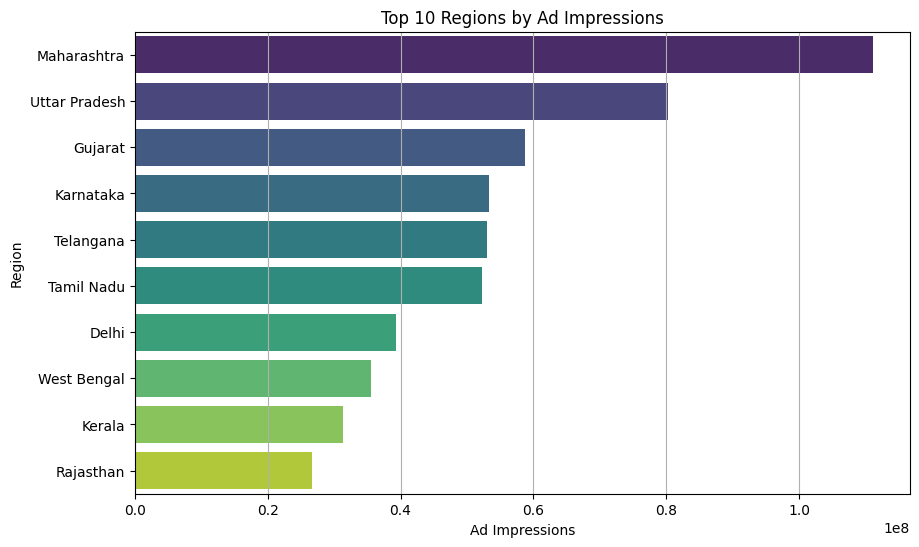 Top 10 Regions by Ad Impressions
Region
Maharashtra
Uttar Pradesh
Gujarat
Karnataka
Telangana
Tamil Nadu
Delhi
West Bengal
Kerala
Rajasthan
0.0 0.2 0.4 0.6 0.8 1.0
1e8
Ad Impressions